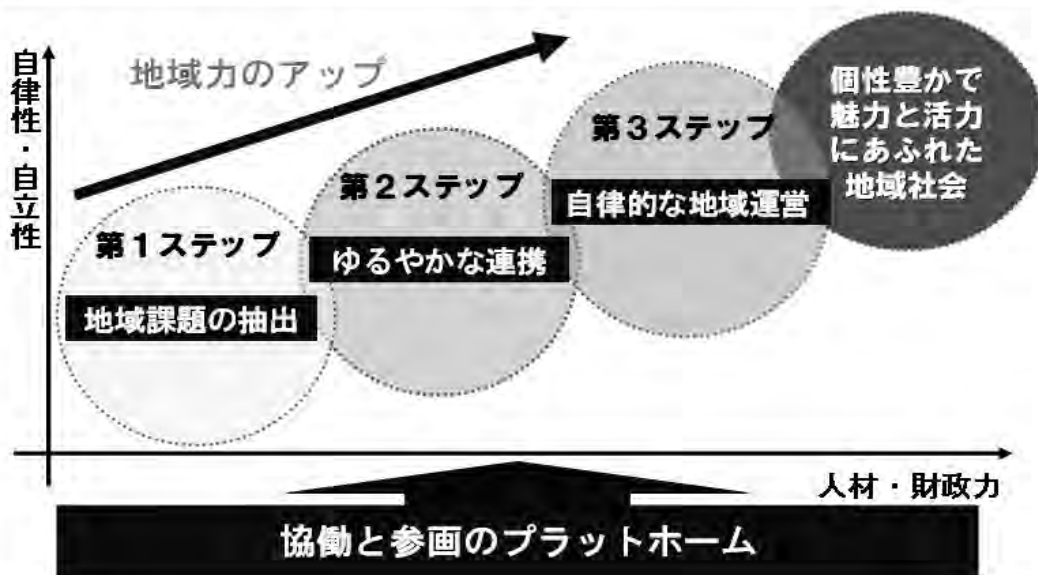 自律性・自立性
地域力のアップ
第1ステップ
地域課題の抽出
第2ステップ
ゆるやかな連携
第3ステップ
自律的な地域運営
個性豊かで
魅力と活力
にあふれた
地域社会
人材・財政力
協働と参画のプラットホーム